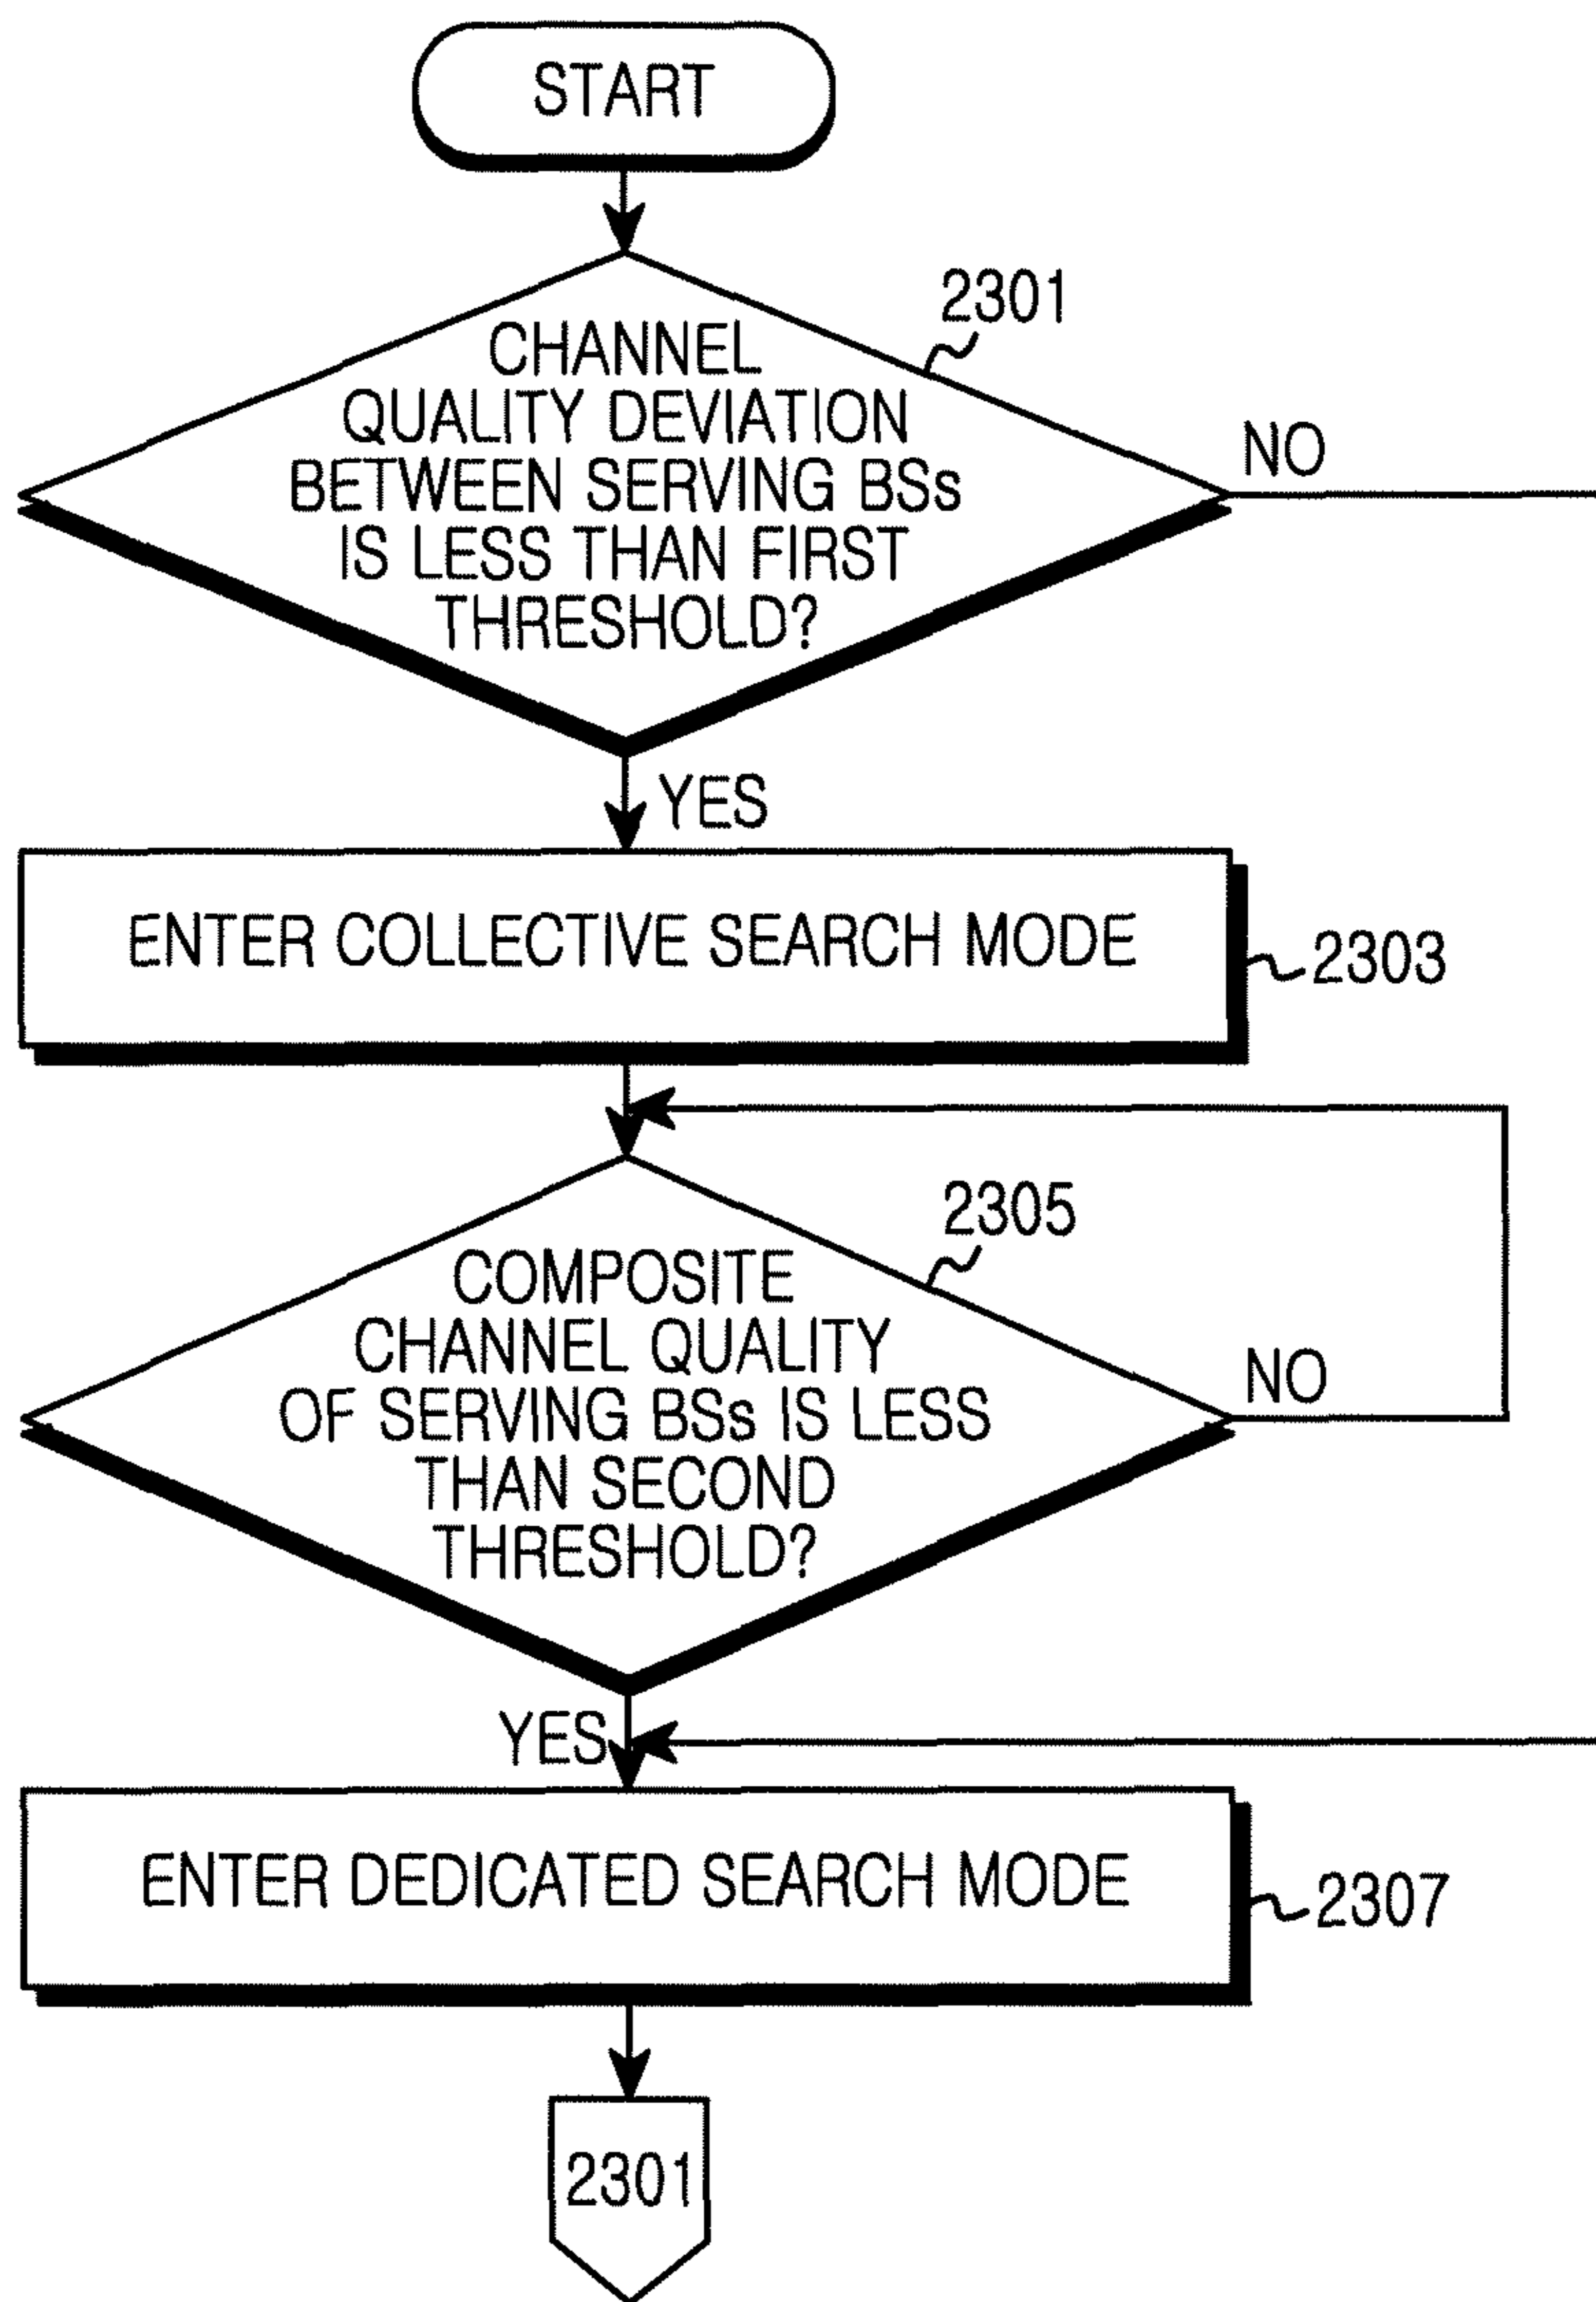 START
2301
CHANNEL
QUALITY DEVIATION
BETWEEN SERVING BSs
IS LESS THAN FIRST
THRESHOLD?
NO
YES
ENTER COLLECTIVE SEARCH MODE
2303
2305
COMPOSITE
CHANNEL QUALITY
OF SERVING BSs IS LESS
THAN SECOND
THRESHOLD?
NO
YES
ENTER DEDICATED SEARCH MODE
2307
2301